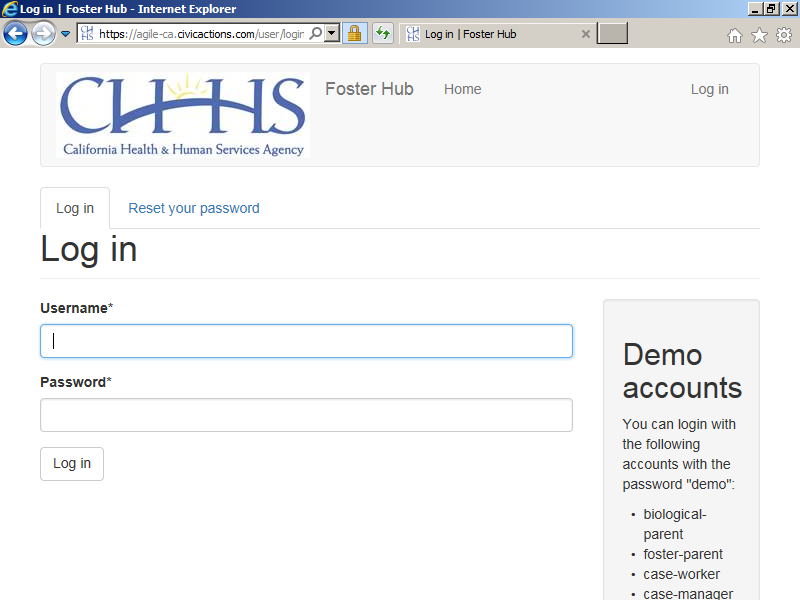 Log in | Foster Hub - Internet Explorer
https://agile-ca.civicactions.com/user/login
Log in | Foster Hub
CHHS
California Health & Human Services Agency
Foster Hub
Home
Log in
Log in
Reset your password
Log in
Username*
Password*
Log in
Demo
accounts
You can login with
the following
accounts with the
password "demo":
• biological-
parent
• foster-parent
• case-worker
• case-manager